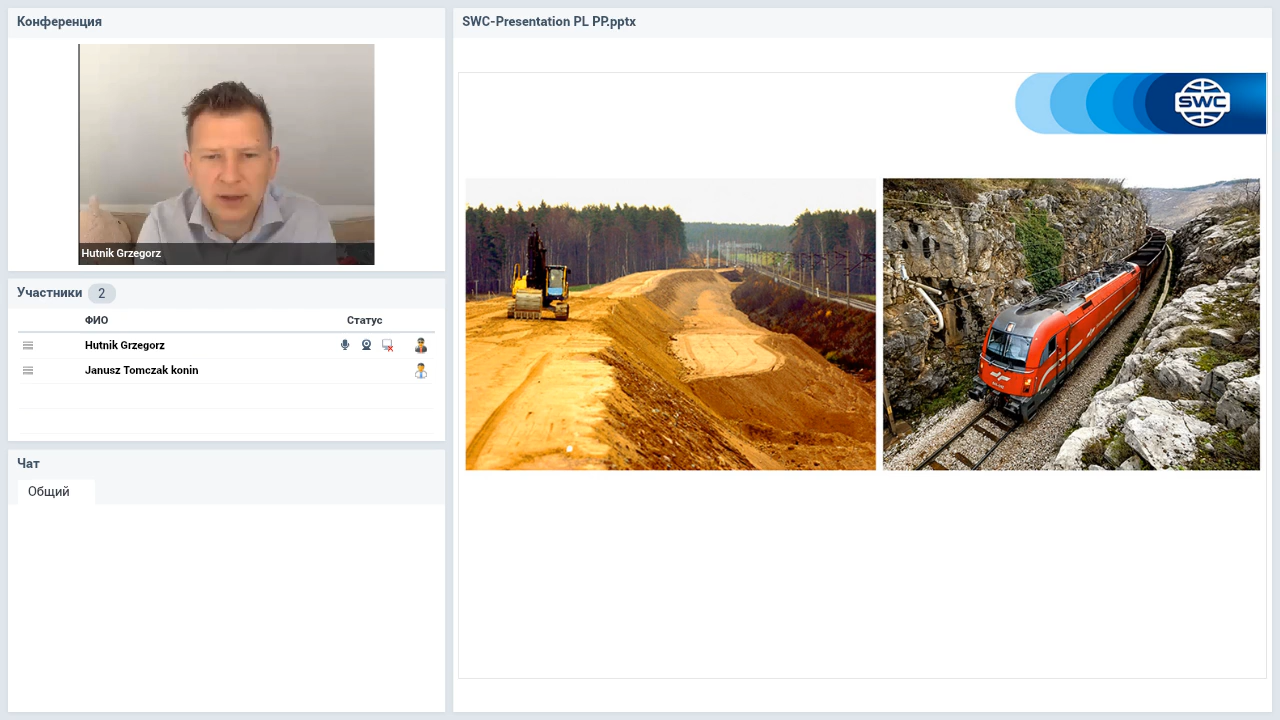 Конференция
Hutnik Grzegorz
Участники 2
ФИО Статус
Hutnik Grzegorz
Janusz Tomczak konin
Чат
Общий
SWC-Presentation PL PP.pptx
SWC